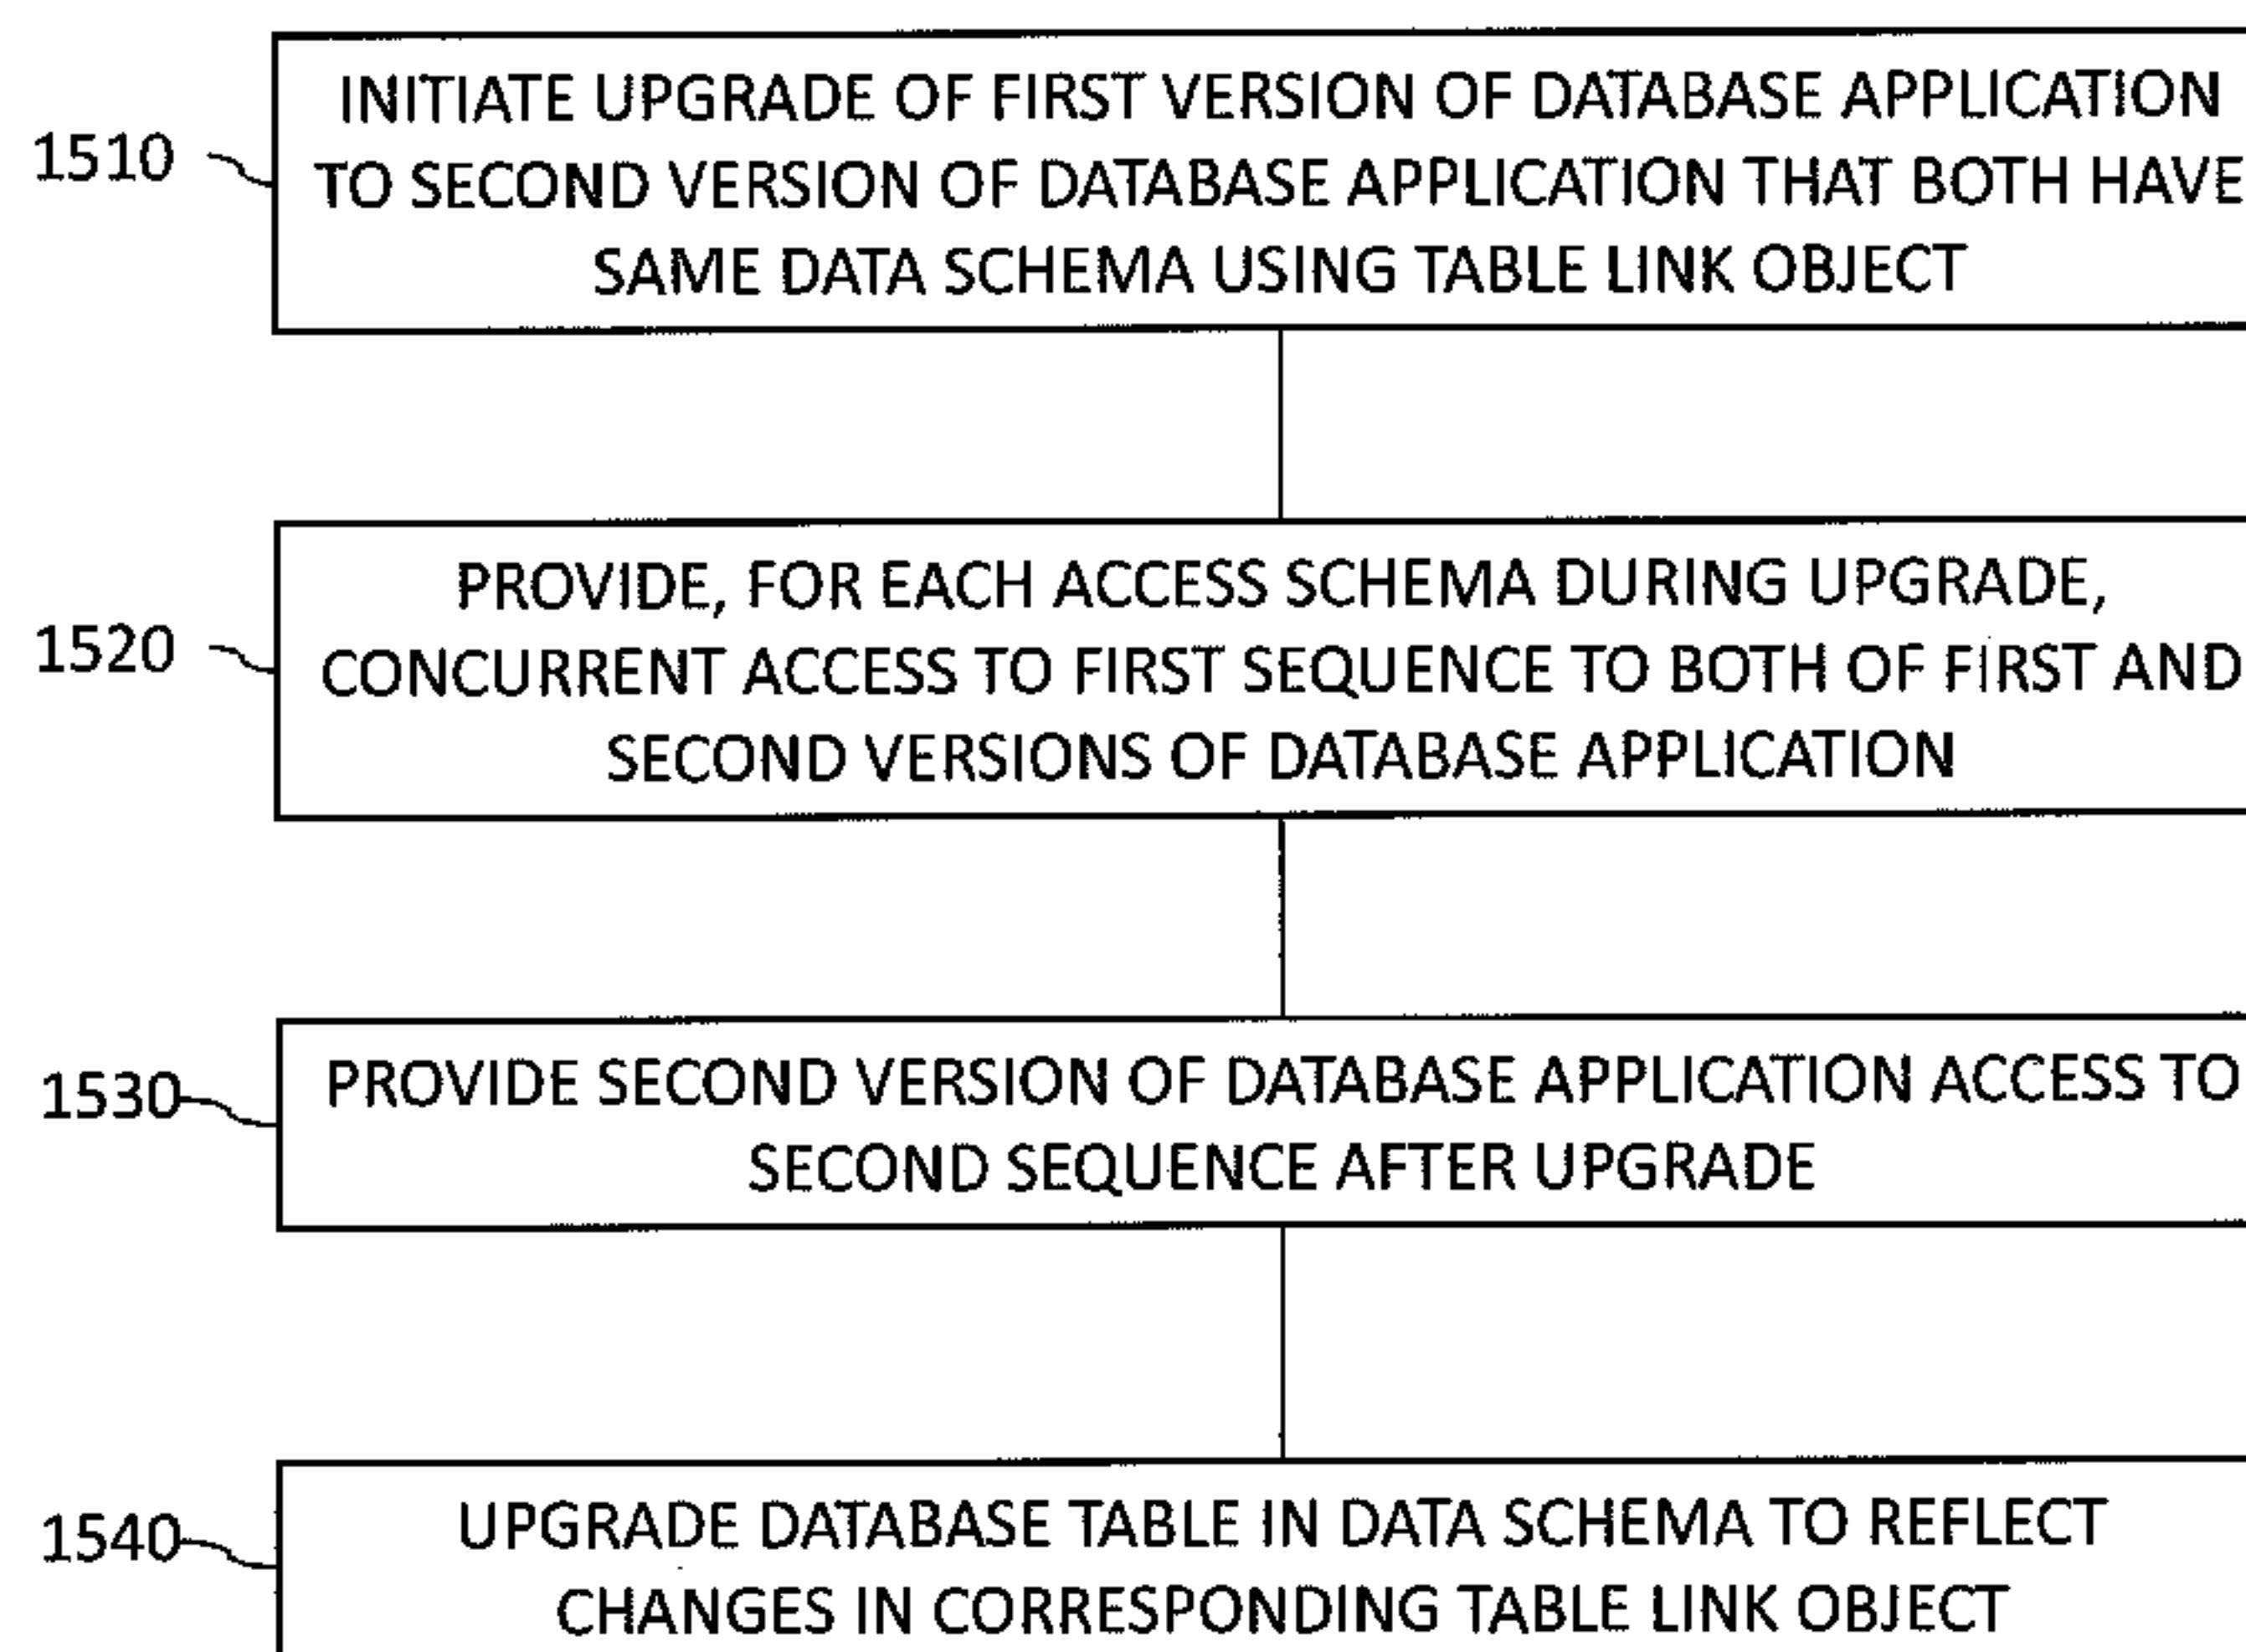 1510
INITIATE UPGRADE OF FIRST VERSION OF DATABASE APPLICATION
TO SECOND VERSION OF DATABASE APPLICATION THAT BOTH HAVE
SAME DATA SCHEMA USING TABLE LINK OBJECT
1520
PROVIDE, FOR EACH ACCESS SCHEMA DURING UPGRADE,
CONCURRENT ACCESS TO FIRST SEQUENCE TO BOTH OF FIRST AND
SECOND VERSIONS OF DATABASE APPLICATION
1530
PROVIDE SECOND VERSION OF DATABASE APPLICATION ACCESS TO
SECOND SEQUENCE AFTER UPGRADE
1540
UPGRADE DATABASE TABLE IN DATA SCHEMA TO REFLECT
CHANGES IN CORRESPONDING TABLE LINK OBJECT